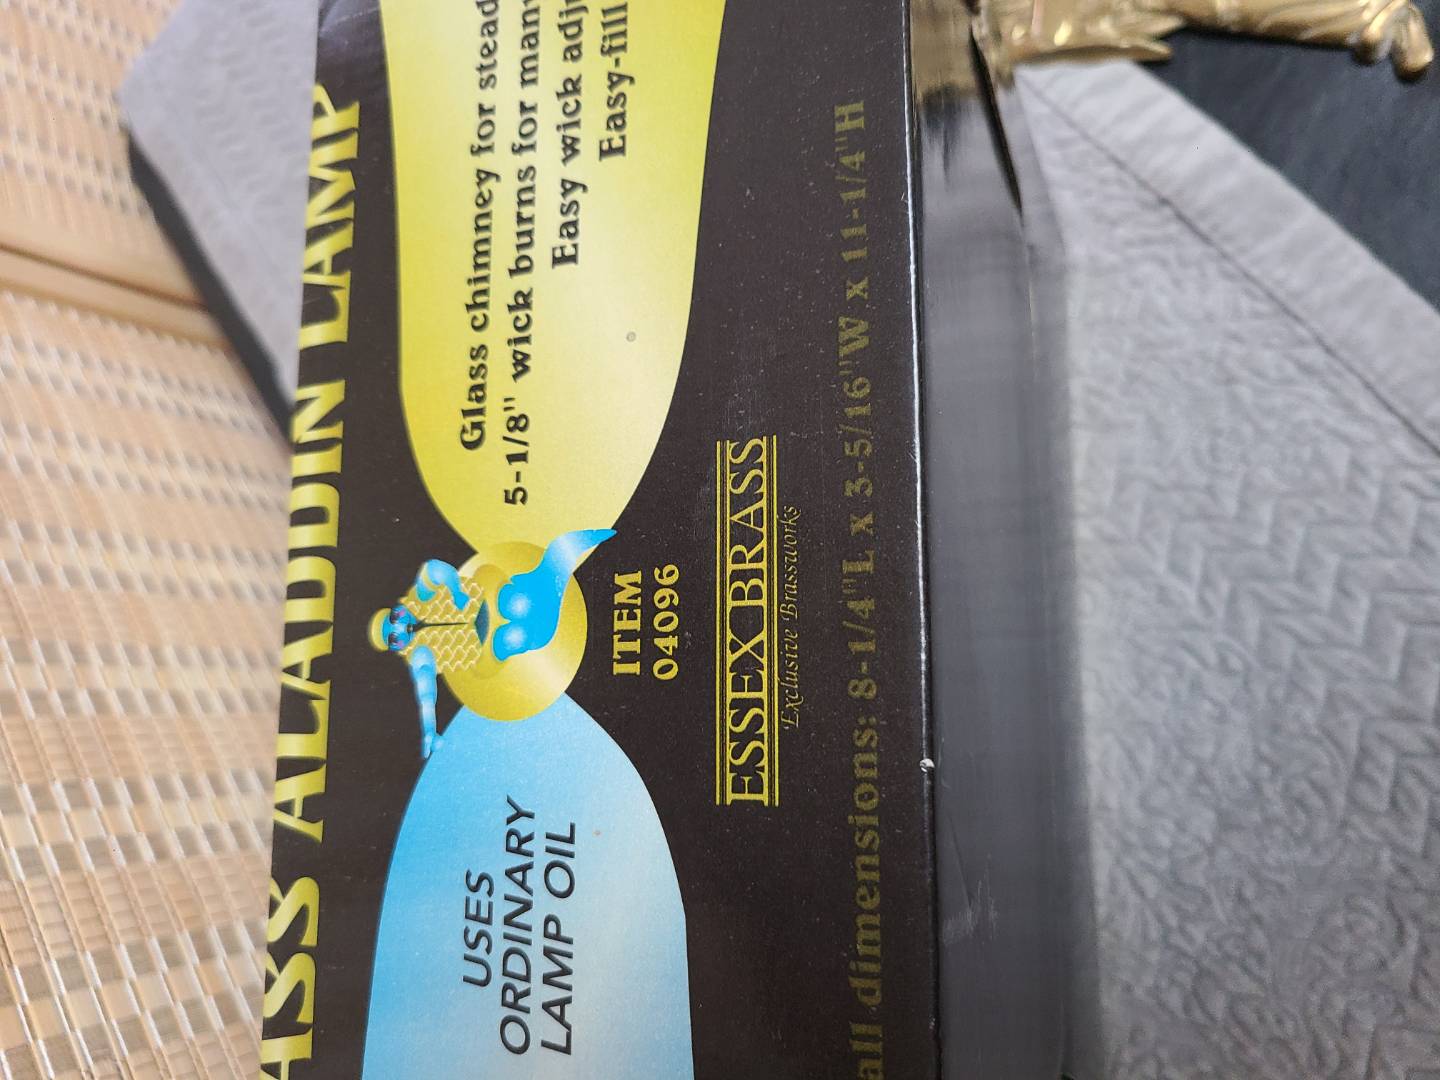 ASS ALADDIN LAMP
Glass chimney for stead
5-1/8" wick burns for many
Easy wick adj
Easy-fill
USES
ORDINARY
LAMP OIL
ITEM
04096
ESSEX BRASS
Exclusive Brassworks
all dimensions: 8-1/4"L x 3-5/16"W x 11-1/4"H